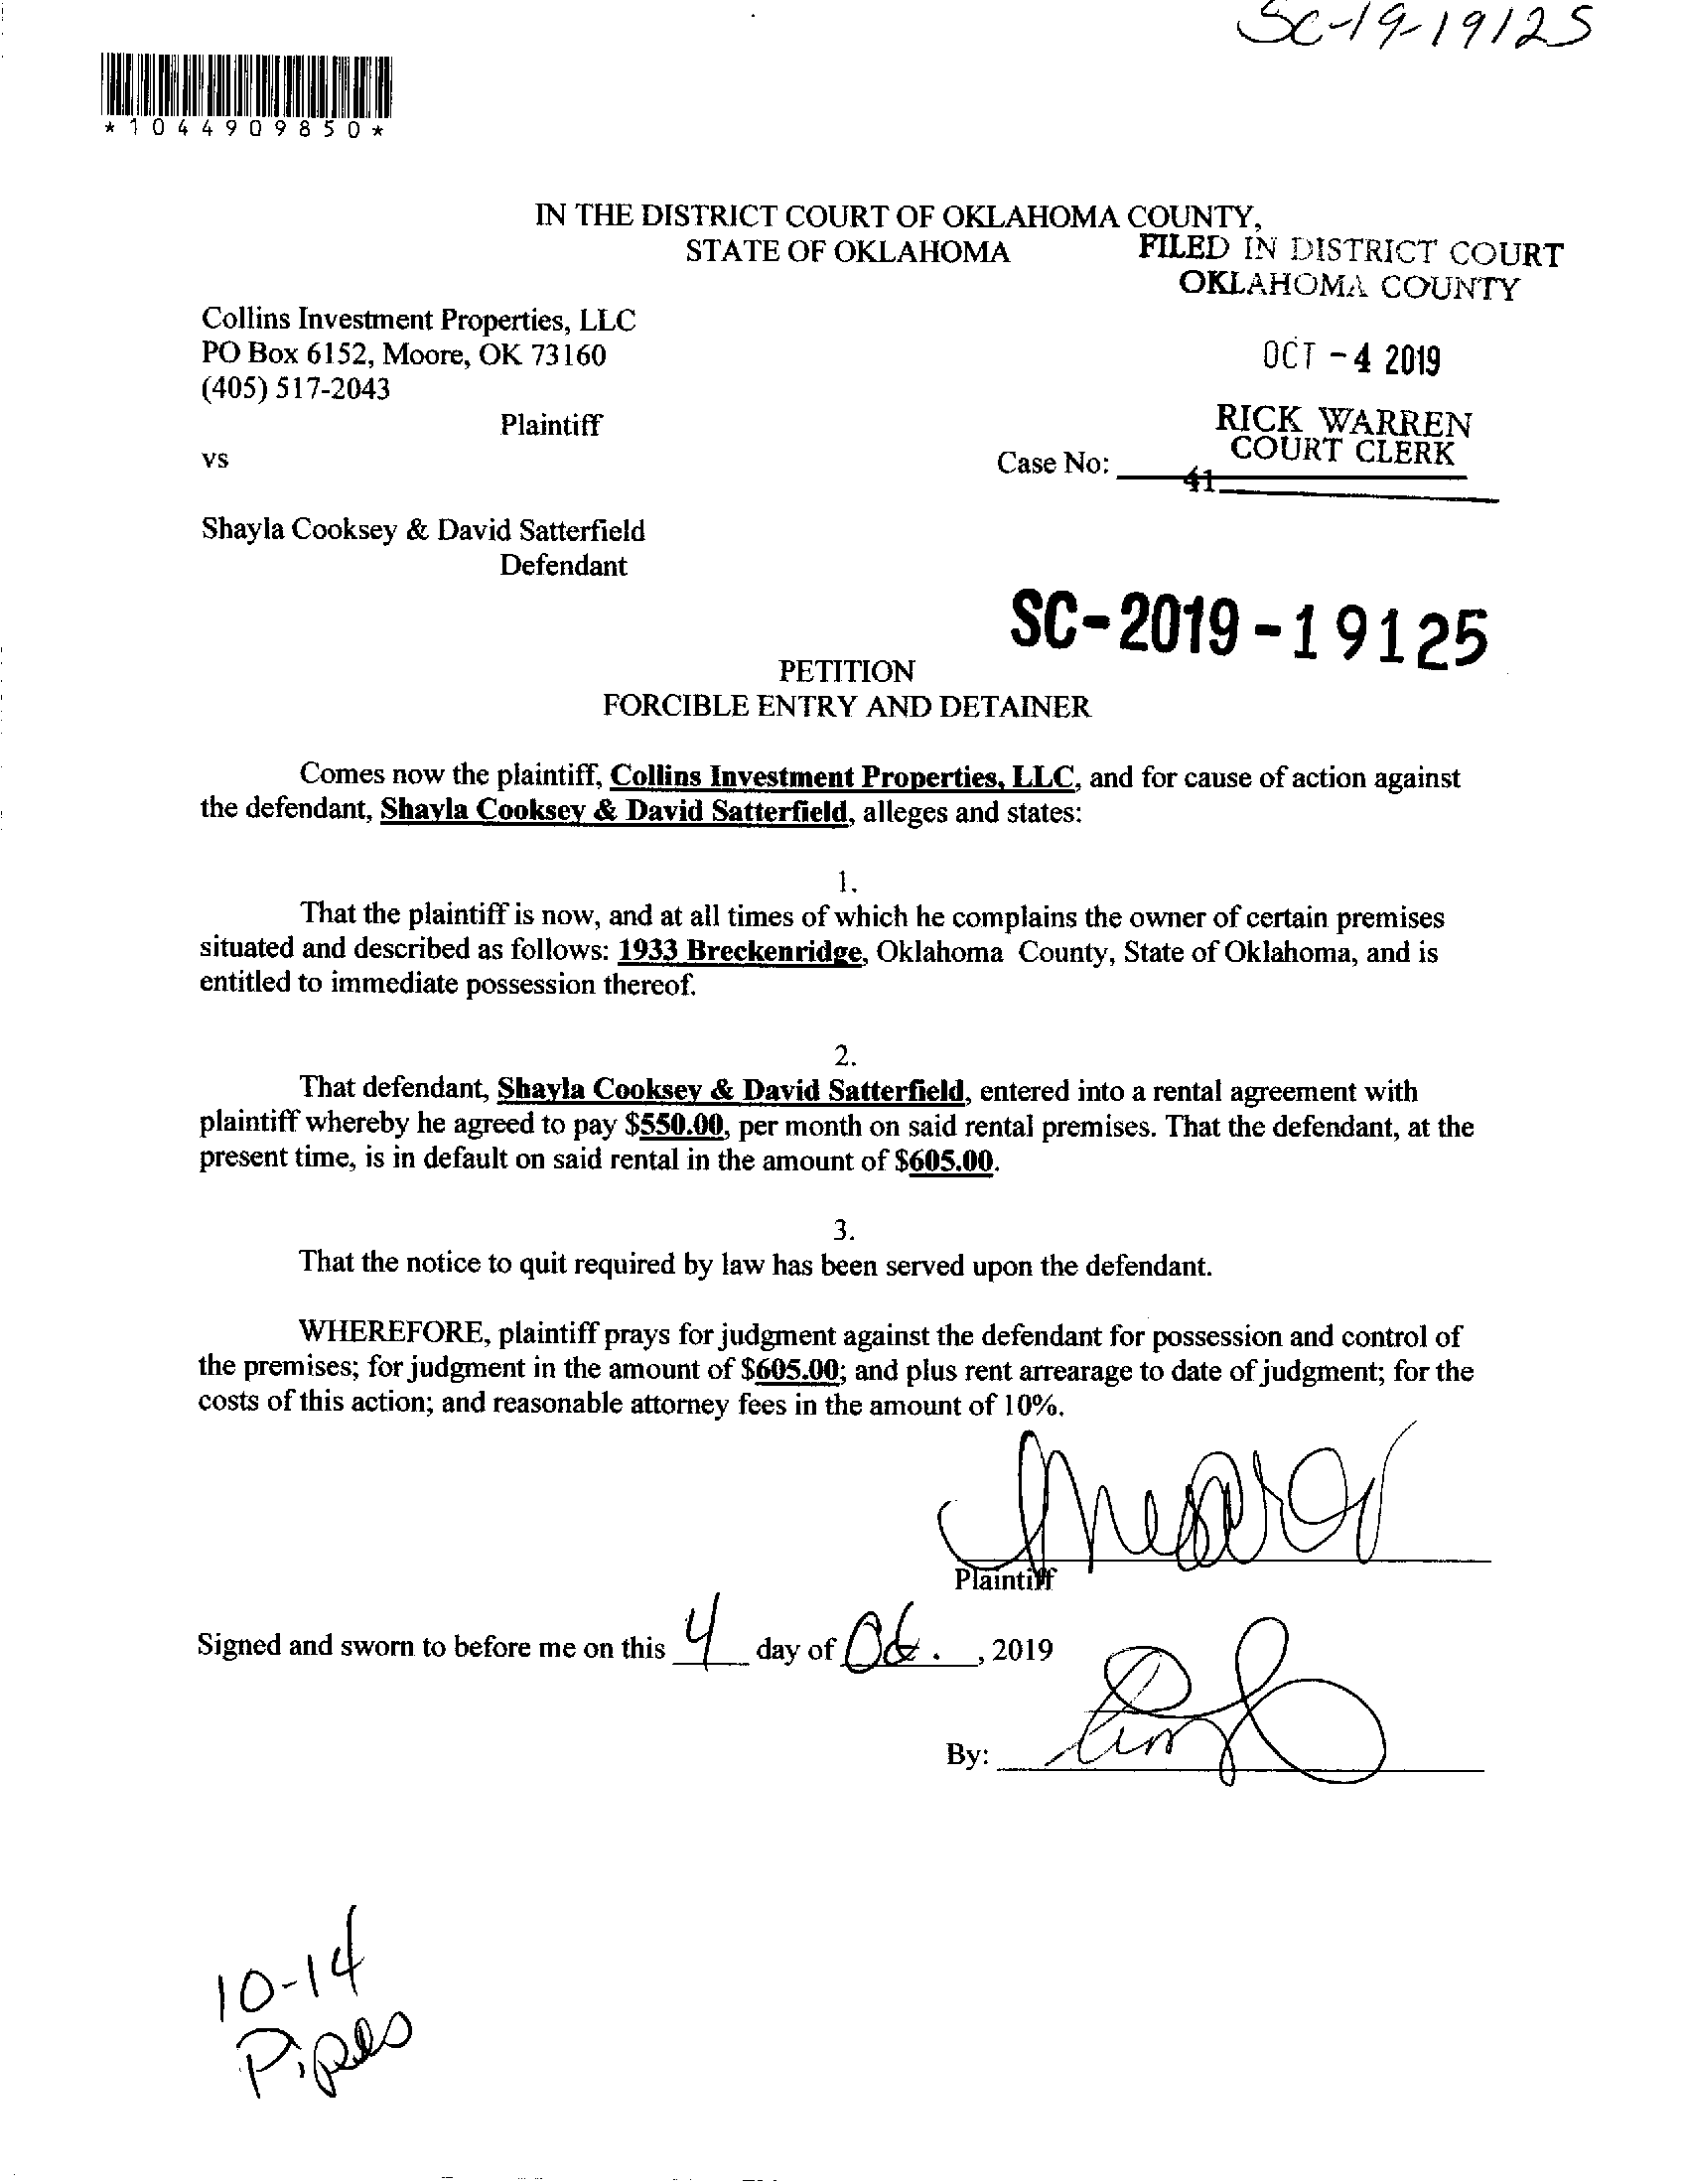 SC-19-19125
*1044909850*
IN THE DISTRICT COURT OF OKLAHOMA COUNTY,
STATE OF OKLAHOMA
FILED IN DISTRICT COURT
OKLAHOMA COUNTY
Collins Investment Properties, LLC
PO Box 6152, Moore, OK 73160
(405) 517-2043
OCT - 4 2019
Plaintiff
RICK WARREN
COURT CLERK
vs
Case No:
41
Shayla Cooksey & David Satterfield
Defendant
SC-2019-19125
PETITION
FORCIBLE ENTRY AND DETAINER
Comes now the plaintiff, Collins Investment Properties, LLC, and for cause of action against
the defendant, Shayla Cooksey & David Satterfield, alleges and states:
1.
That the plaintiff is now, and at all times of which he complains the owner of certain premises
situated and described as follows: 1933 Breckenridge, Oklahoma County, State of Oklahoma, and is
entitled to immediate possession thereof.
2.
That defendant, Shayla Cooksey & David Satterfield, entered into a rental agreement with
plaintiff whereby he agreed to pay $550.00, per month on said rental premises. That the defendant, at the
present time, is in default on said rental in the amount of $605.00.
3.
That the notice to quit required by law has been served upon the defendant.
WHEREFORE, plaintiff prays for judgment against the defendant for possession and control of
the premises; for judgment in the amount of $605.00; and plus rent arrearage to date of judgment; for the
costs of this action; and reasonable attorney fees in the amount of 10%.
Plaintiff
Signed and sworn to before me on this 4 day of Oct. , 2019
By:
10-14
Pipes